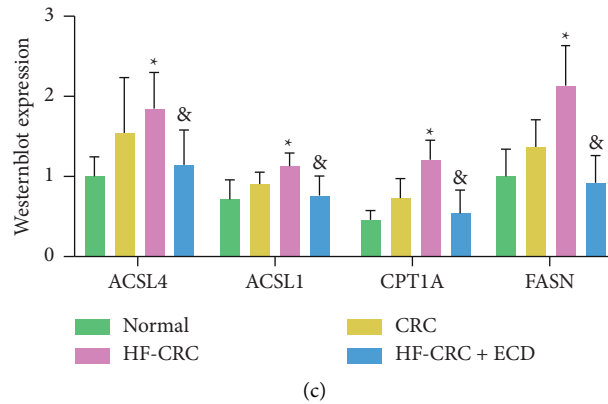 Westernblot expression
3
2
1
0
* & * & * & * &
ACSL4 ACSL1 CPT1A FASN
Normal CRC
HF-CRC HF-CRC + ECD
(c)